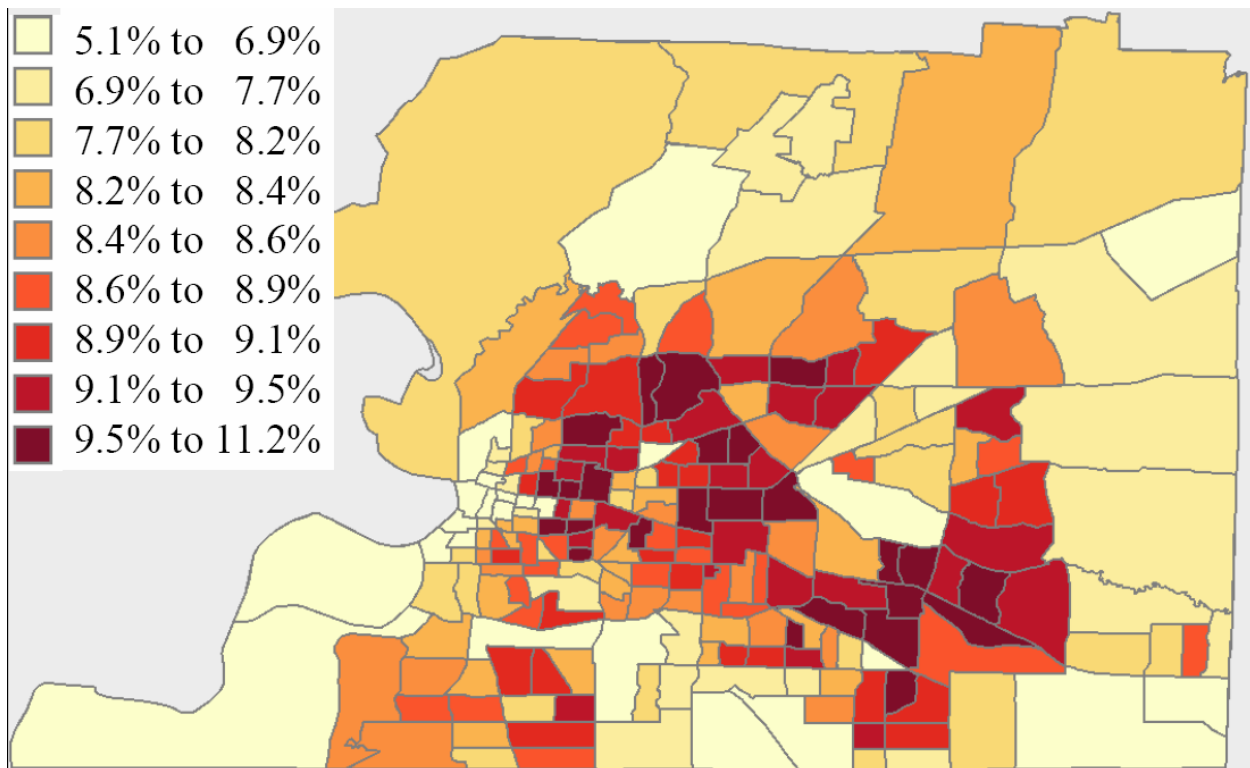 5.1% to 6.9%
6.9% to 7.7%
7.7% to 8.2%
8.2% to 8.4%
8.4% to 8.6%
8.6% to 8.9%
8.9% to 9.1%
9.1% to 9.5%
9.5% to 11.2%